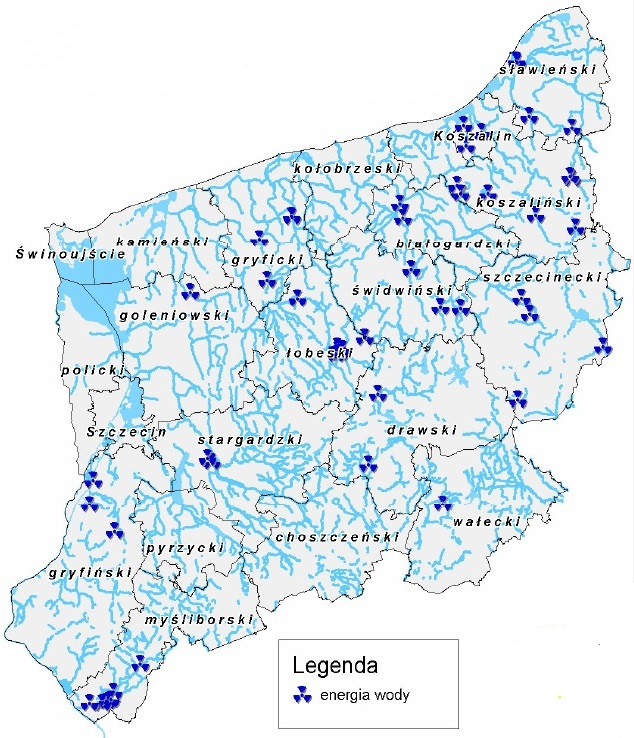 sławieński
Koszalin
kołobrzeski
koszaliński
kamieński
białogardzki
Świnoujście
gryficki
szczecinecki
świdwiński
goleniowski
łobeski
policki
Szczecin
stargardzki
drawski
wałecki
choszczeński
pyrzycki
gryfiński
myśliborski
Legenda
energia wody